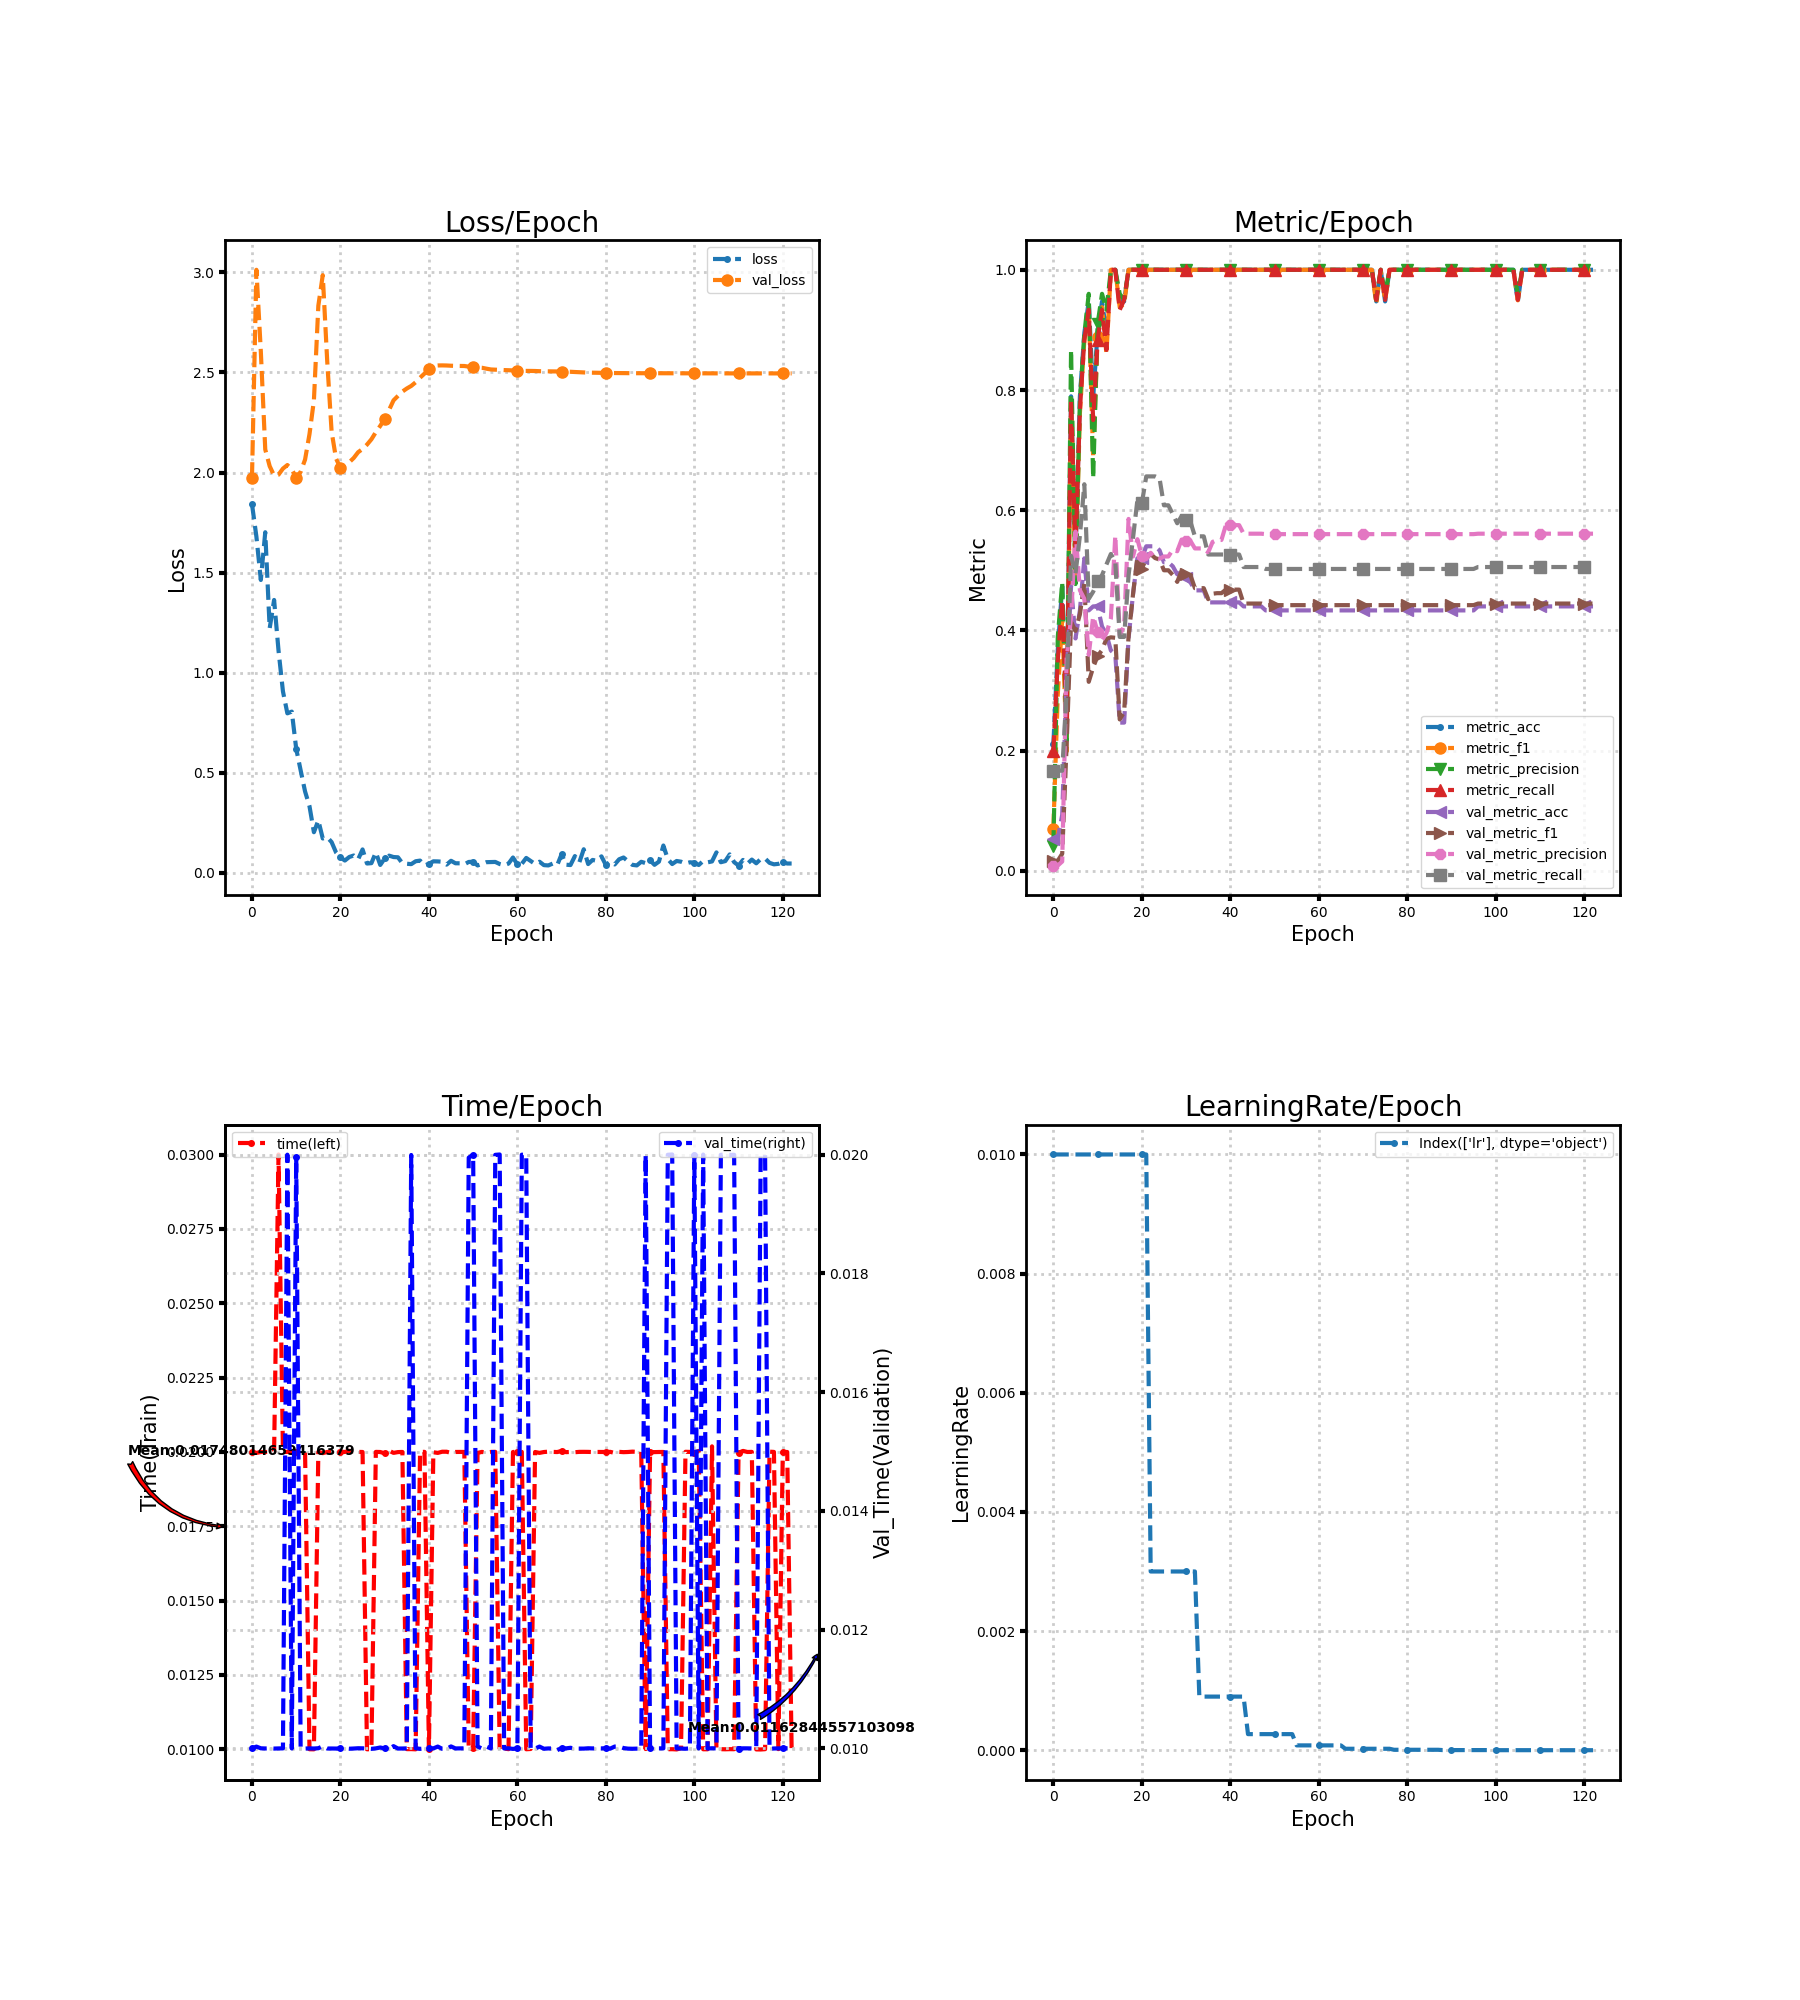 Loss/Epoch
3.0
2.5
2.0
1.5
1.0
0.5
0.0
Loss
loss
val_loss
0 20 40 60 80 100 120
Epoch
Metric/Epoch
1.0
0.8
0.6
0.4
0.2
0.0
Metric
metric_acc
metric_f1
metric_precision
metric_recall
val_metric_acc
val_metric_f1
val_metric_precision
val_metric_recall
0 20 40 60 80 100 120
Epoch
Time/Epoch
time(left)
val_time(right)
0.0300
0.0275
0.0250
0.0225
0.0200
0.0175
0.0150
0.0125
0.0100
Time(Train)
0.020
0.018
0.016
0.014
0.012
0.010
Val_Time(Validation)
Mean:0.01162844557103098
0 20 40 60 80 100 120
Epoch
LearningRate/Epoch
Index(['lr'], dtype='object')
0.010
0.008
0.006
0.004
0.002
0.000
LearningRate
0 20 40 60 80 100 120
Epoch